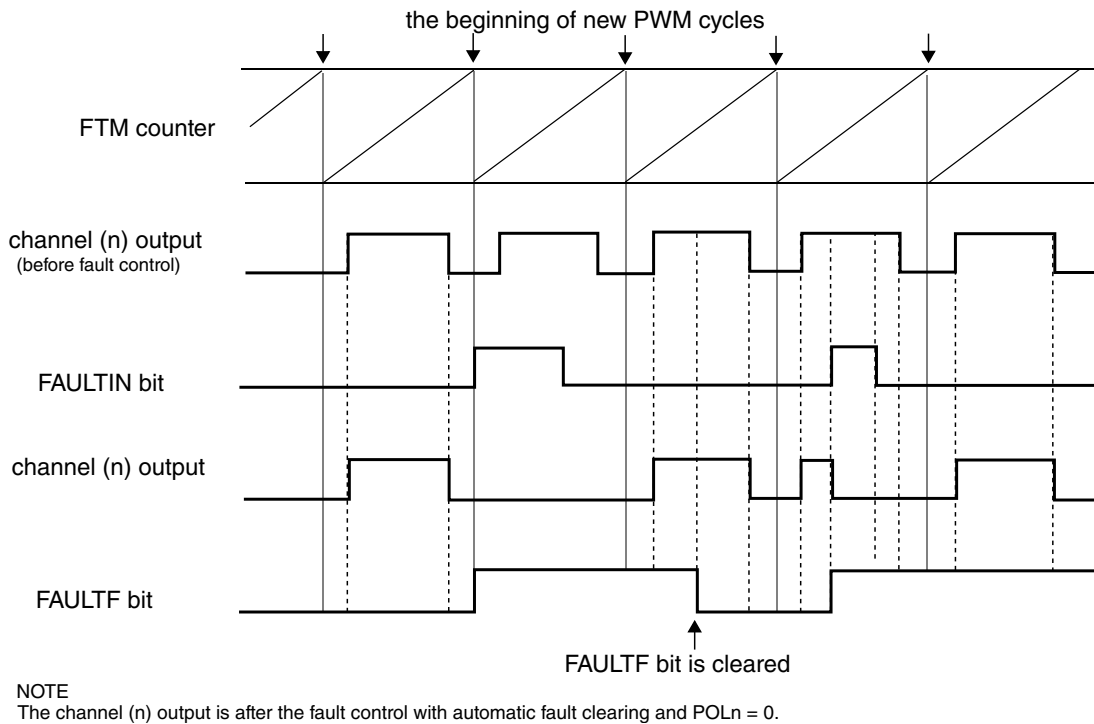 the beginning of new PWM cycles
FTM counter
channel (n) output
(before fault control)
FAULTIN bit
channel (n) output
FAULTF bit
FAULTF bit is cleared
NOTE
The channel (n) output is after the fault control with automatic fault clearing and POLn = 0.